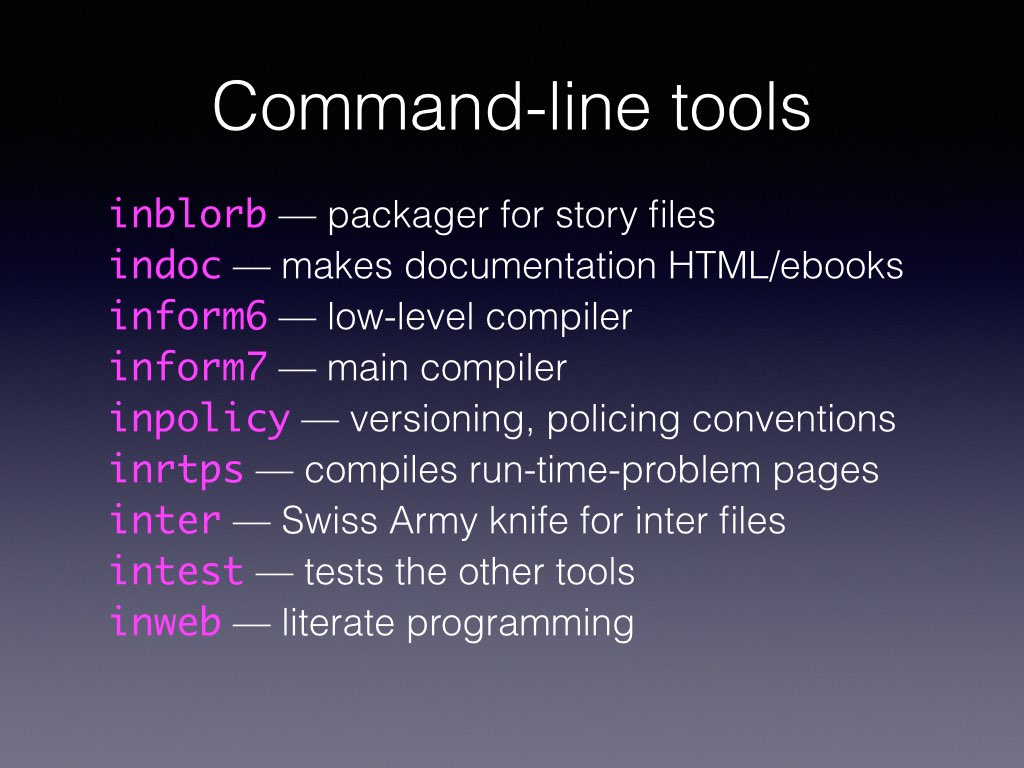 Command-line tools
inblorb — packager for story files
indoc — makes documentation HTML/ebooks
inform6 — low-level compiler
inform7 — main compiler
inpolicy — versioning, policing conventions
inrtps — compiles run-time-problem pages
inter — Swiss Army knife for inter files
intest — tests the other tools
inweb — literate programming